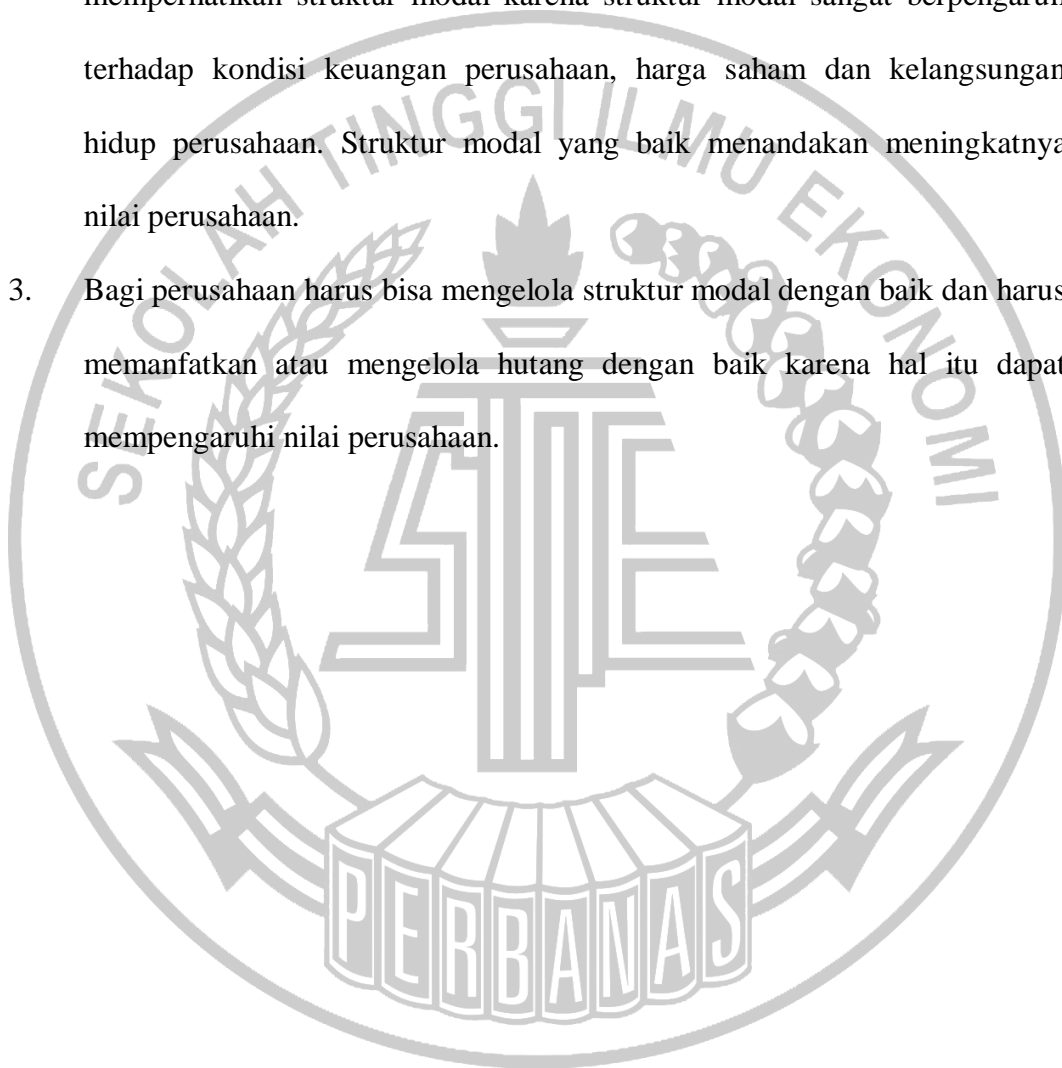 memperhatikan struktur modal karena struktur modal sangat berpengaruh
terhadap kondisi keuangan perusahaan, harga saham dan kelangsungan
hidup perusahaan. Struktur modal yang baik menandakan meningkatnya
nilai perusahaan.
3. Bagi perusahaan harus bisa mengelola struktur modal dengan baik dan harus
memanfatkan atau mengelola hutang dengan baik karena hal itu dapat
mempengaruhi nilai perusahaan.
SEKOLAH TINGGI ILMU EKONOMI
STIE
PERBANAS